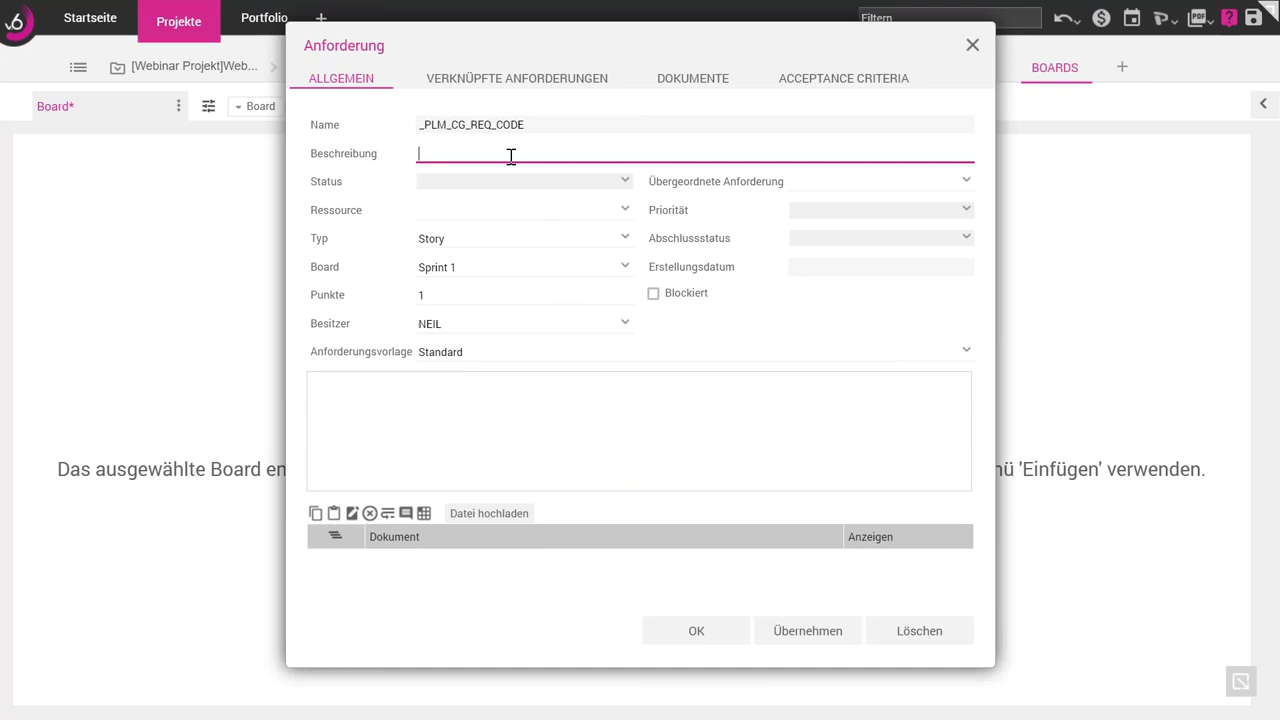 v6 Startseite Projekte Portfolio + Filtern PDF ?
[Webinar Projekt]Web... BOARDS +
Board* Board
Anforderung
ALLGEMEIN VERKNÜPFTE ANFORDERUNGEN DOKUMENTE ACCEPTANCE CRITERIA
Name _PLM_CG_REQ_CODE
Beschreibung
Status Übergeordnete Anforderung
Ressource Priorität
Typ Story Abschlussstatus
Board Sprint 1 Erstellungsdatum
Punkte 1 Blockiert
Besitzer NEIL
Anforderungsvorlage Standard
Das ausgewählte Board en
nü 'Einfügen' verwenden.
Datei hochladen
Dokument Anzeigen
OK Übernehmen Löschen